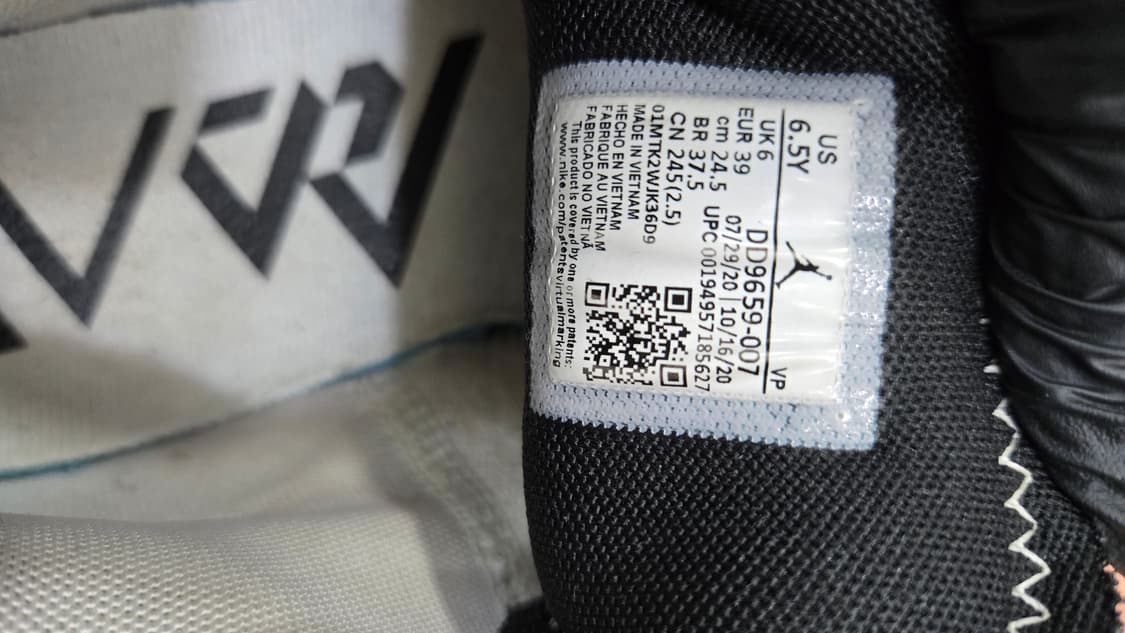 US
6.5Y
VP
UK 6
EUR 39
DD9659-007
cm 24.5
07/29/20 | 10/16/20
BR 37.5
UPC 00194957185627
CN 245(2.5)
01MTK2WJK36D9
MADE IN VIETNAM
HECHO EN VIETNAM
FABRIQUE AU VIETNAM
FABRICADO NO VIETNÃ
This product is covered by one or more patents:
www.nike.com/patentsvirtualmarking